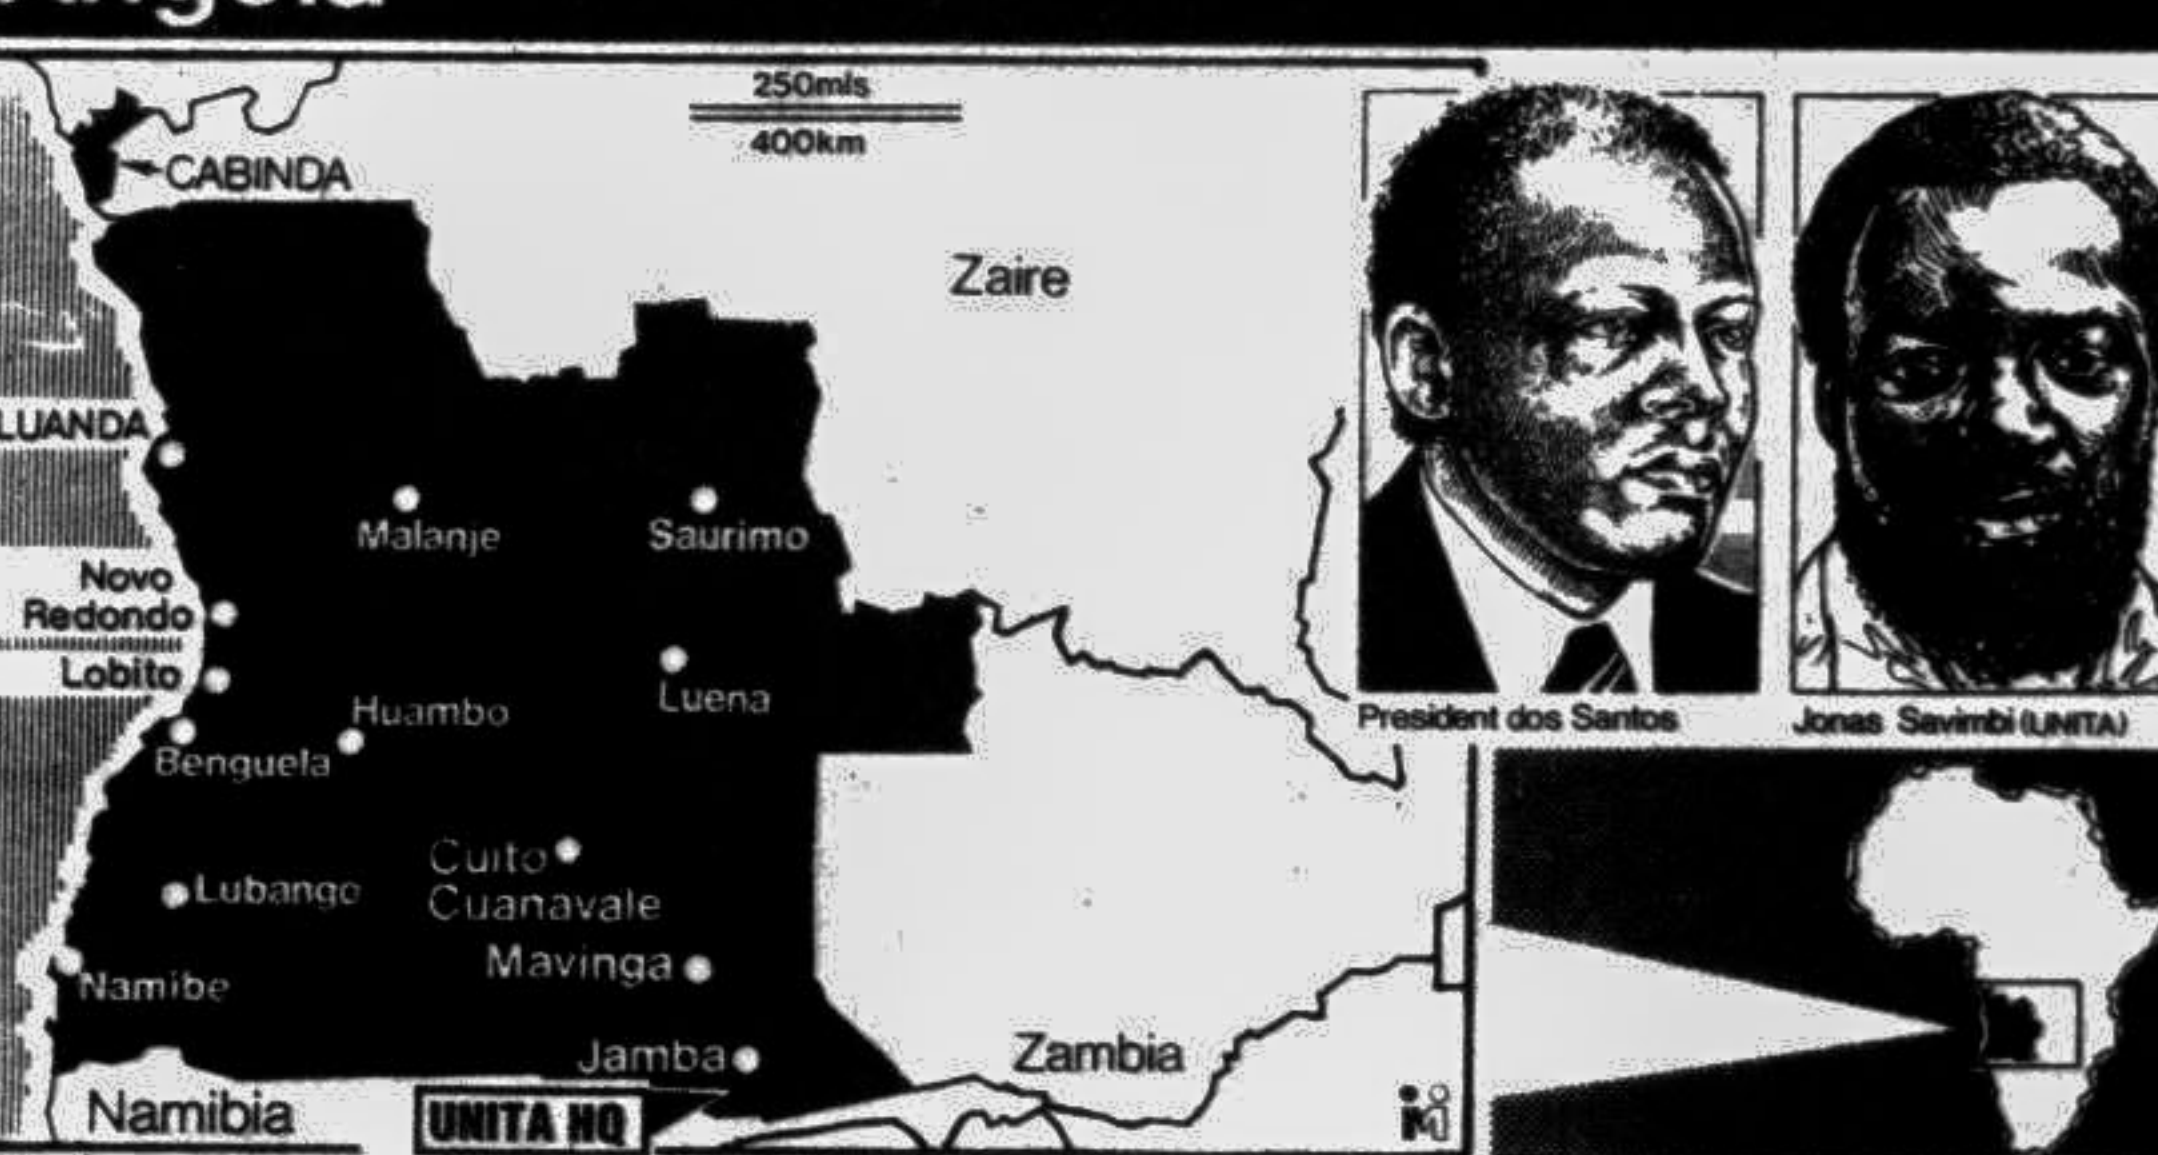 Angola
250mls
400km
CABINDA
Zaire
LUANDA
Malanje
Saurimo
Novo
Redondo
Lobito
Luena
Huambo
Benguela
President dos Santos
Jonas Savimbi (UNITA)
Cuito
Cuanavale
Lubango
Mavinga
Namibe
Jamba
Zambia
Namibia
UNITA HQ